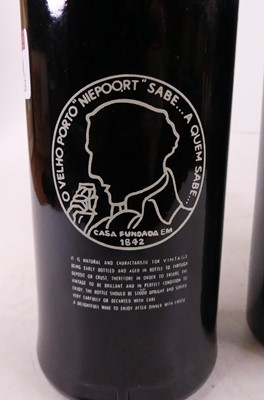 O VELHO PORTO "NIEPOORT" SABE... A QUEM SABE...
CASA FUNDADA EM
1842
IT IS NATURAL AND CHARACTARISTIC FOR VINTAGE
BEING EARLY BOTTLED AND AGED IN BOTTLE TO THROUGH
DEPOSIT OR CRUST. THEREFORE IN ORDER TO ENSURE, THE
VINTAGE TO BE BRILLANT AND IN PERFECT CONDITION TO
ENJOY, THE BOTTLE SHOULD BE STOOD UPRIGHT AND SERVED
VERY CAREFULLY OR DECANTED WITH CARE
A DELIGHTFULL WINE TO ENJOY AFTER DINNER WITH CHEESE